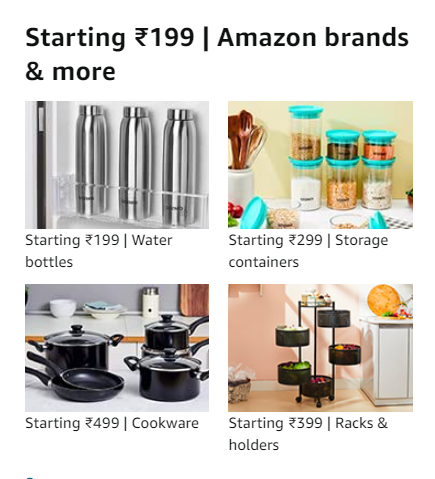 Starting ₹199 | Amazon brands
& more
Starting ₹199 | Water
bottles
Starting ₹299 | Storage
containers
Starting ₹499 | Cookware
Starting ₹399 | Racks &
holders